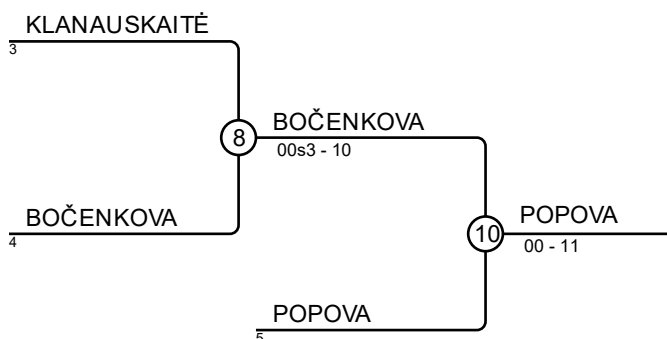 KLANAUSKAITĖ
3
8
BOČENKOVA
00s3 - 10
BOČENKOVA
4
10
POPOVA
00 - 11
POPOVA
5